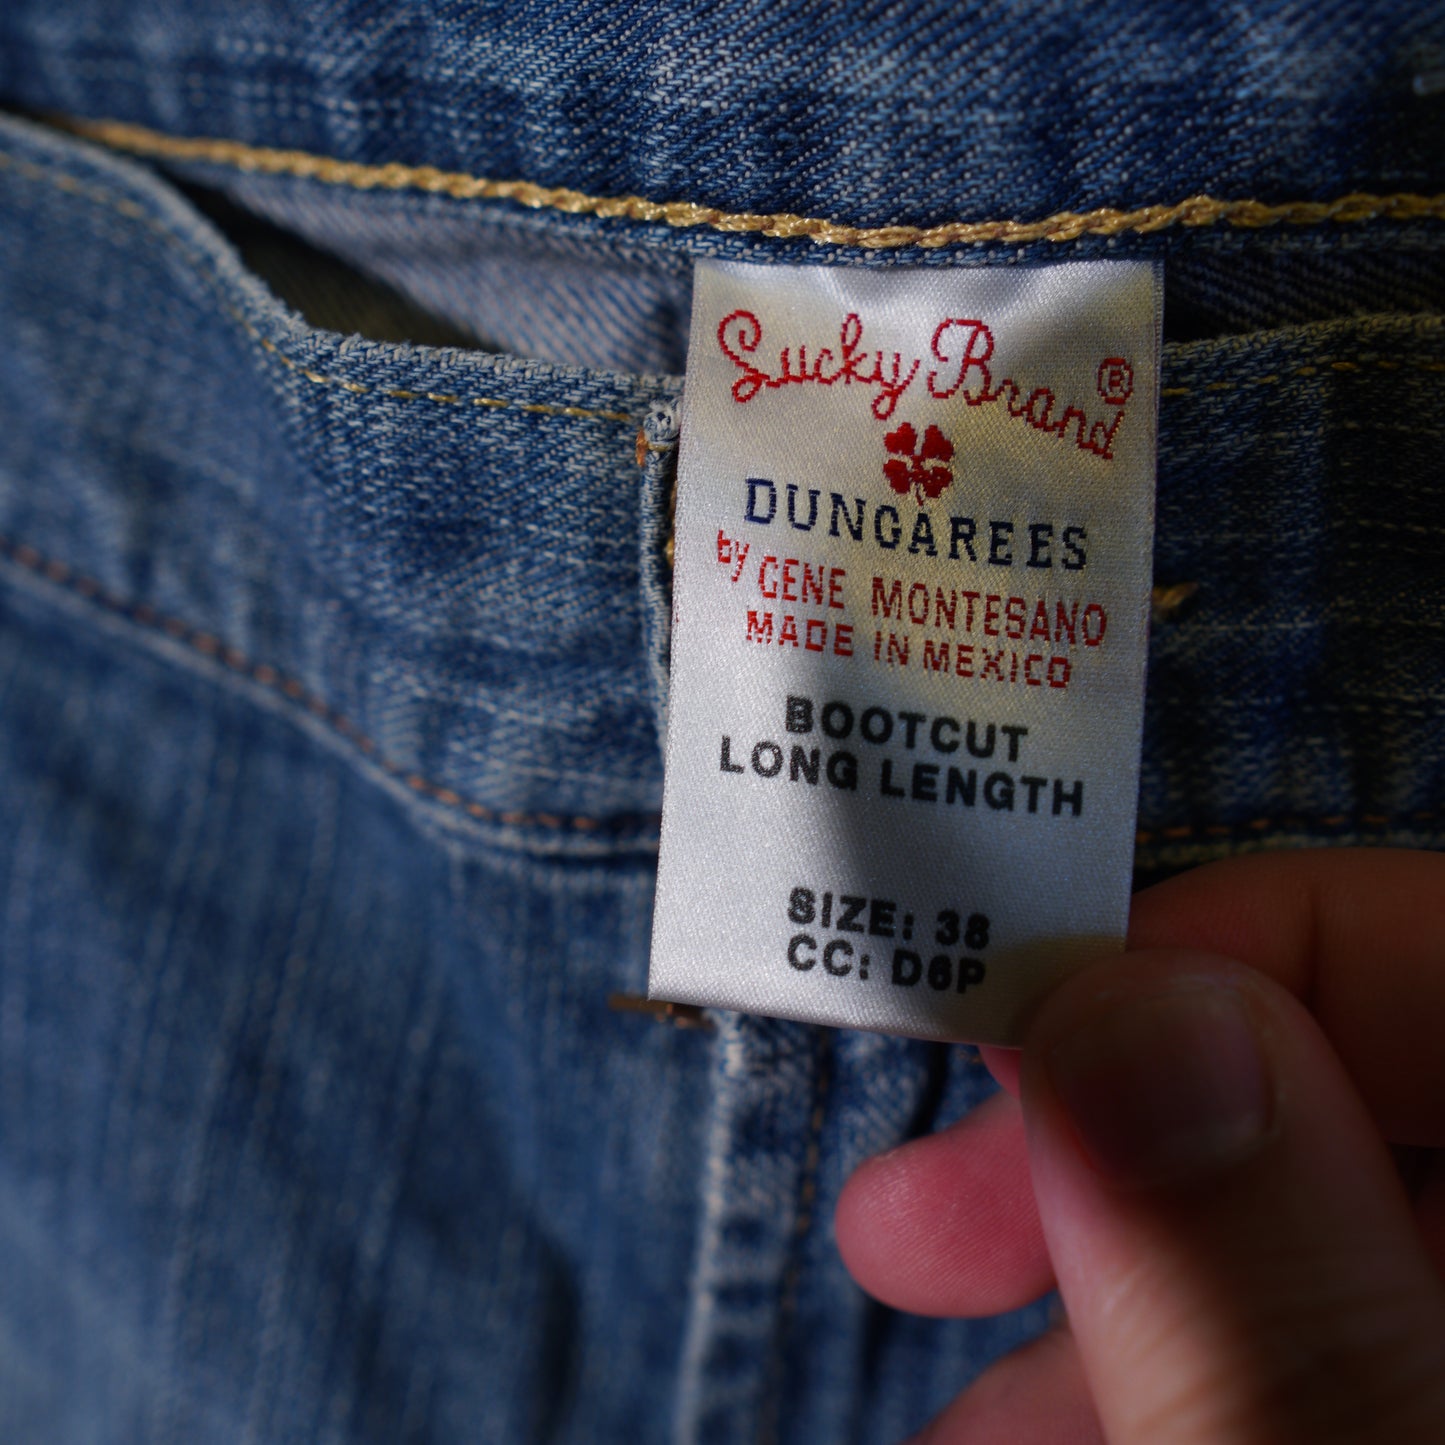 Lucky Brand®
DUNGAREES
by GENE MONTESANO
MADE IN MEXICO
BOOTCUT
LONG LENGTH
SIZE: 38
CC: D6P